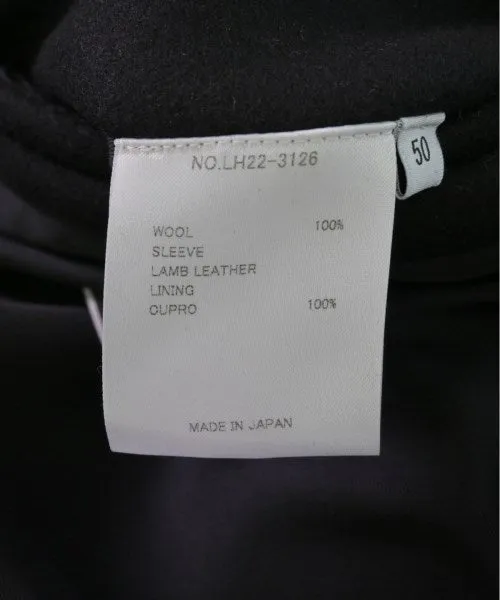 NO.LH22-3126
50
WOOL 100%
SLEEVE
LAMB LEATHER
LINING
CUPRO 100%
MADE IN JAPAN